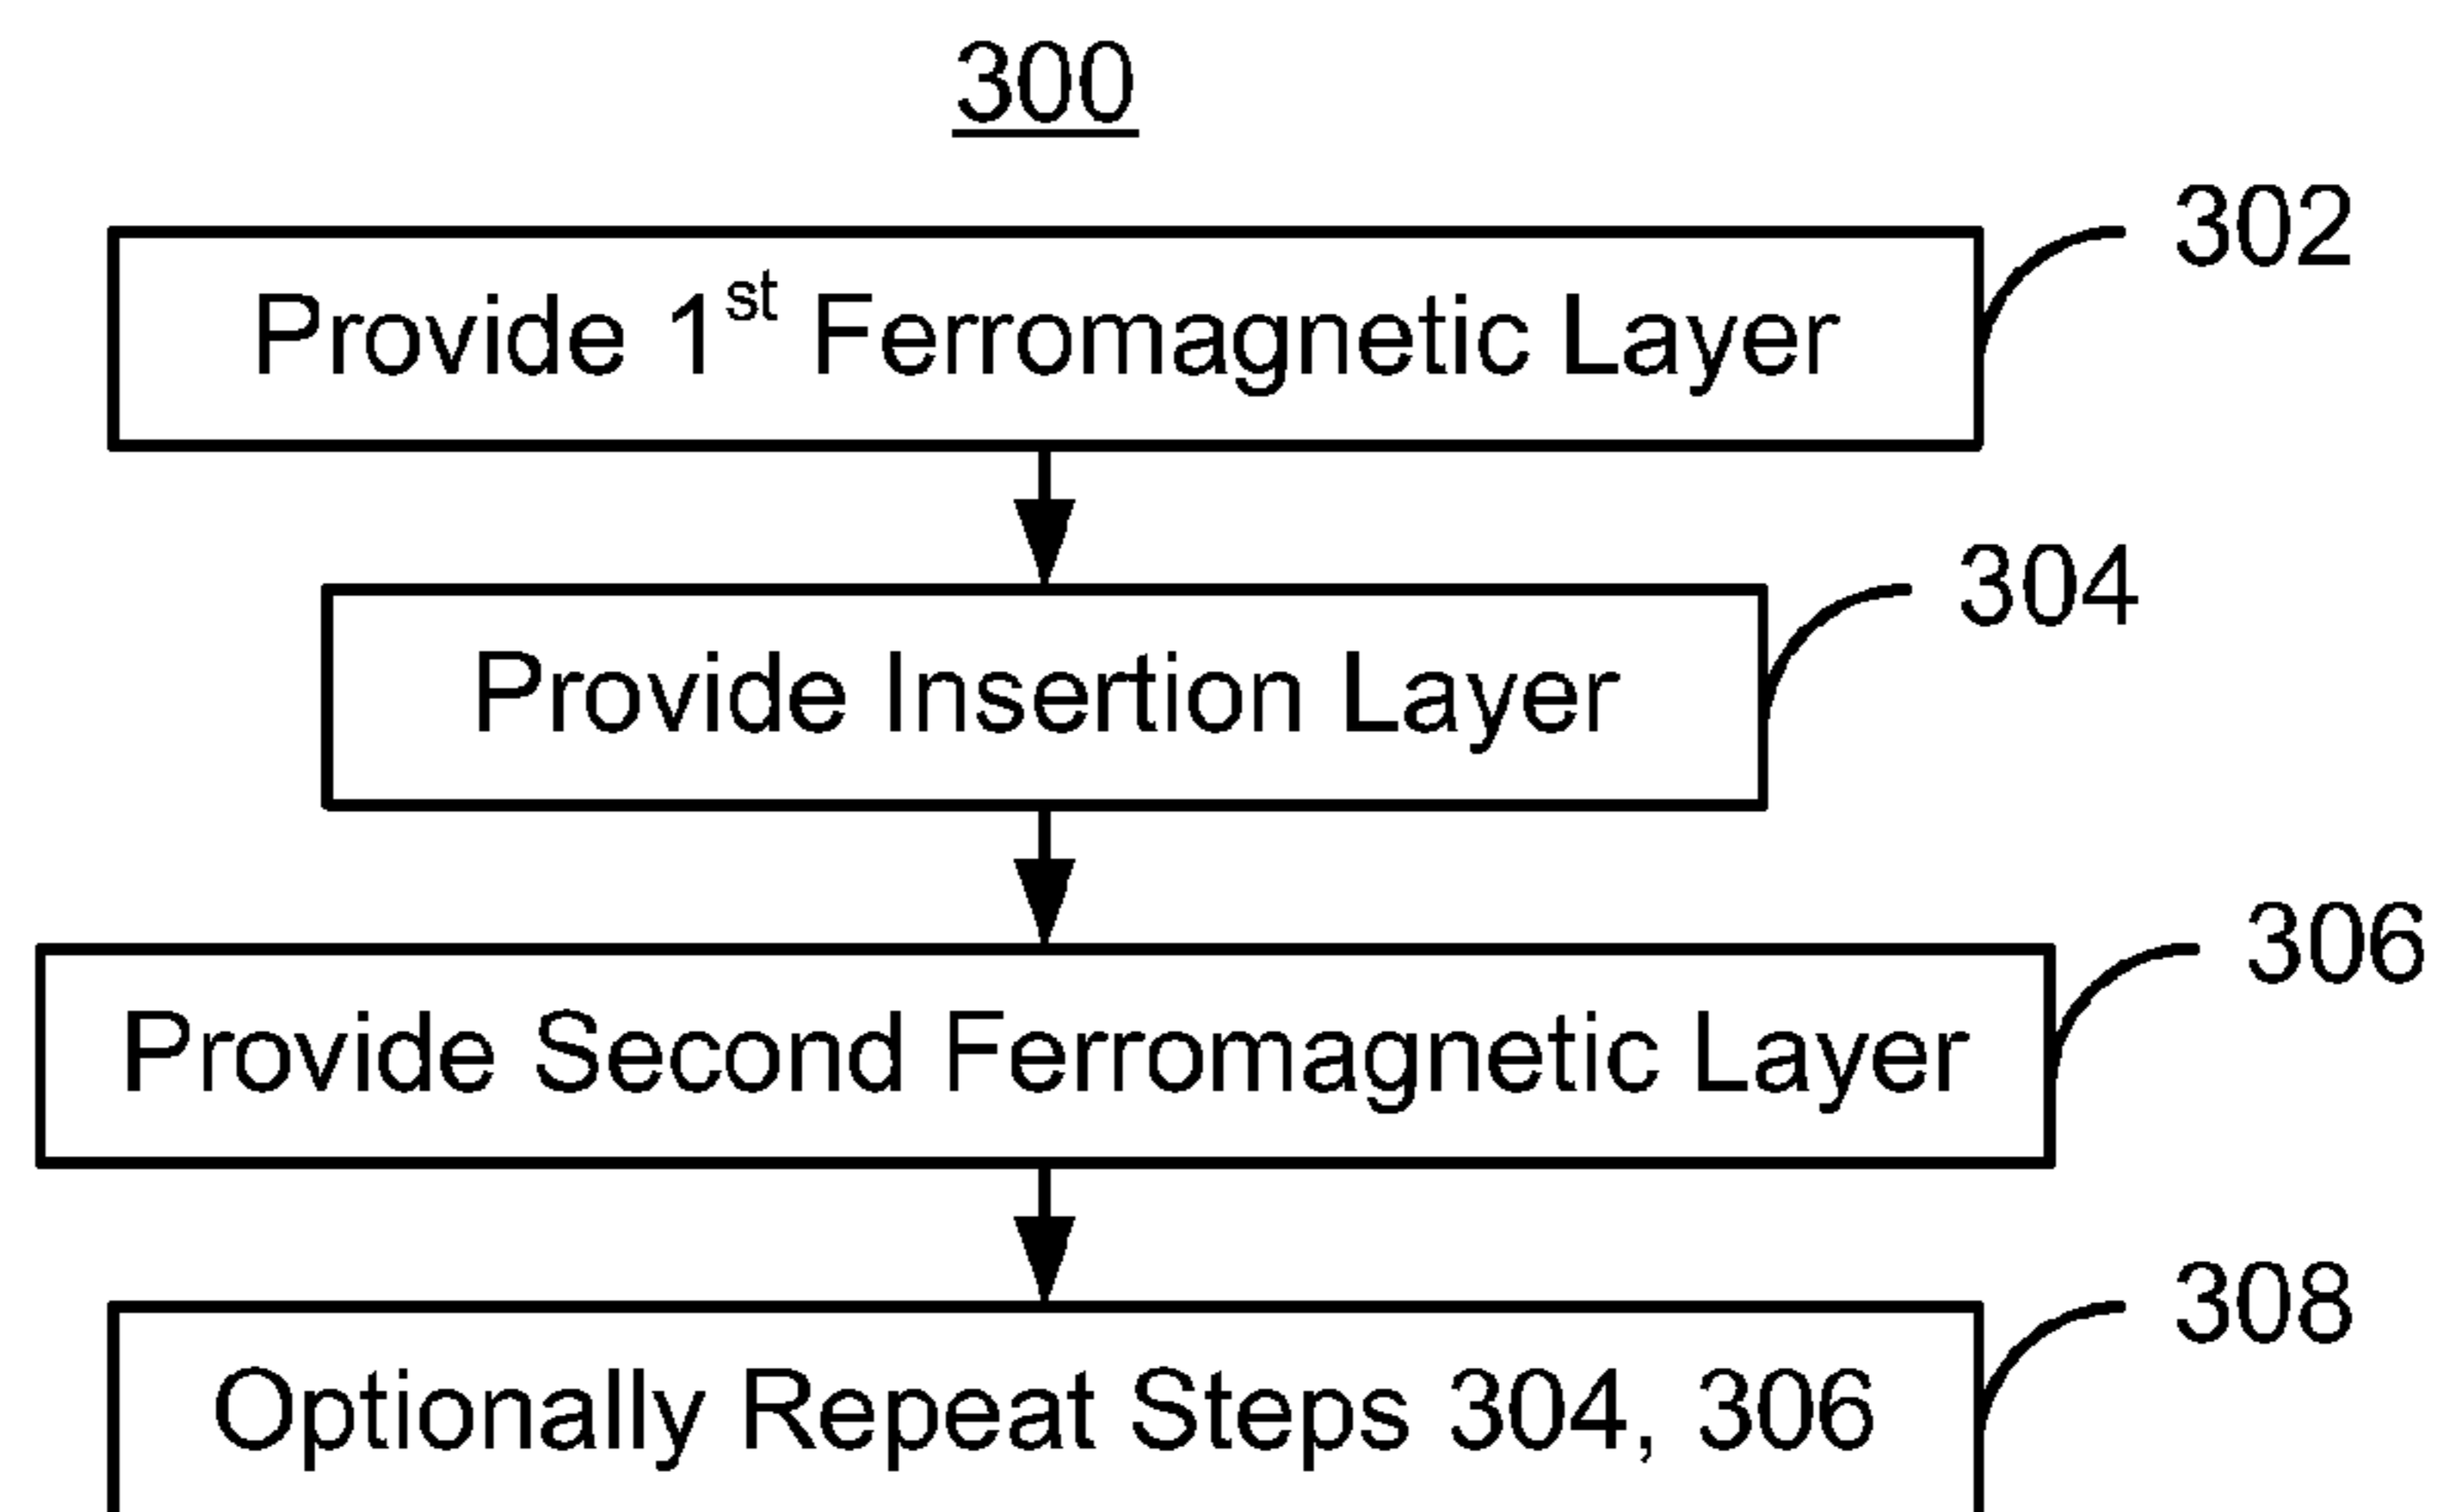 300
302
Provide 1st Ferromagnetic Layer
304
Provide Insertion Layer
306
Provide Second Ferromagnetic Layer
308
Optionally Repeat Steps 304, 306